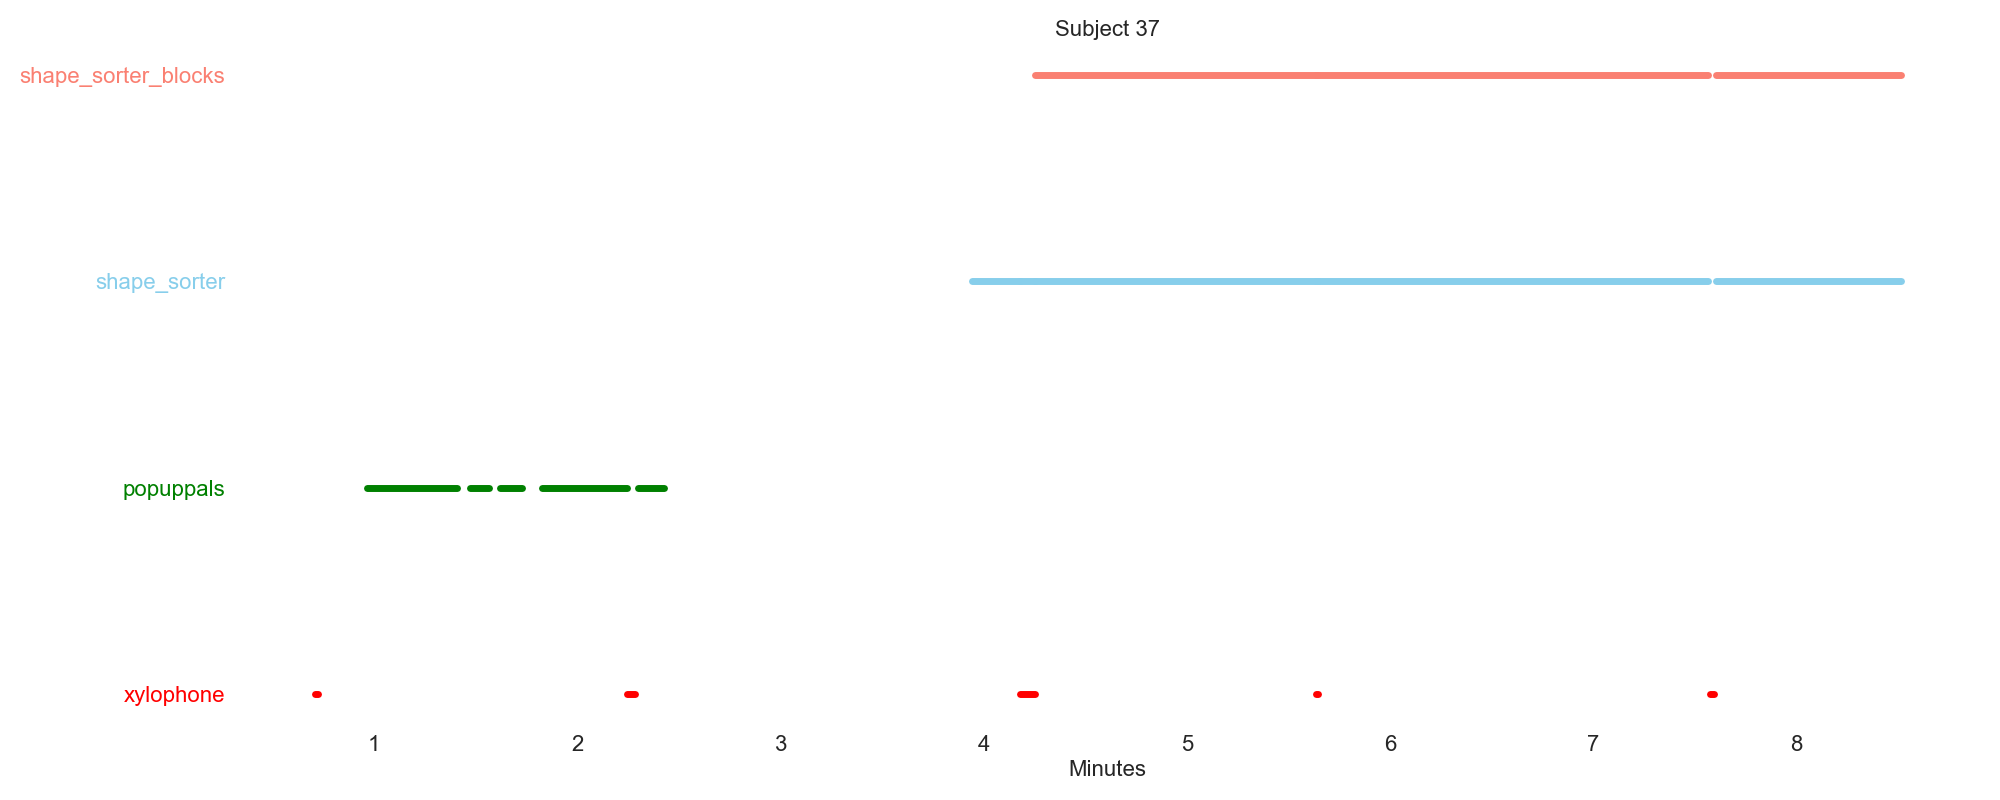 Subject 37
shape_sorter_blocks
shape_sorter
popuppals
xylophone
1 2 3 4 5 6 7 8
Minutes